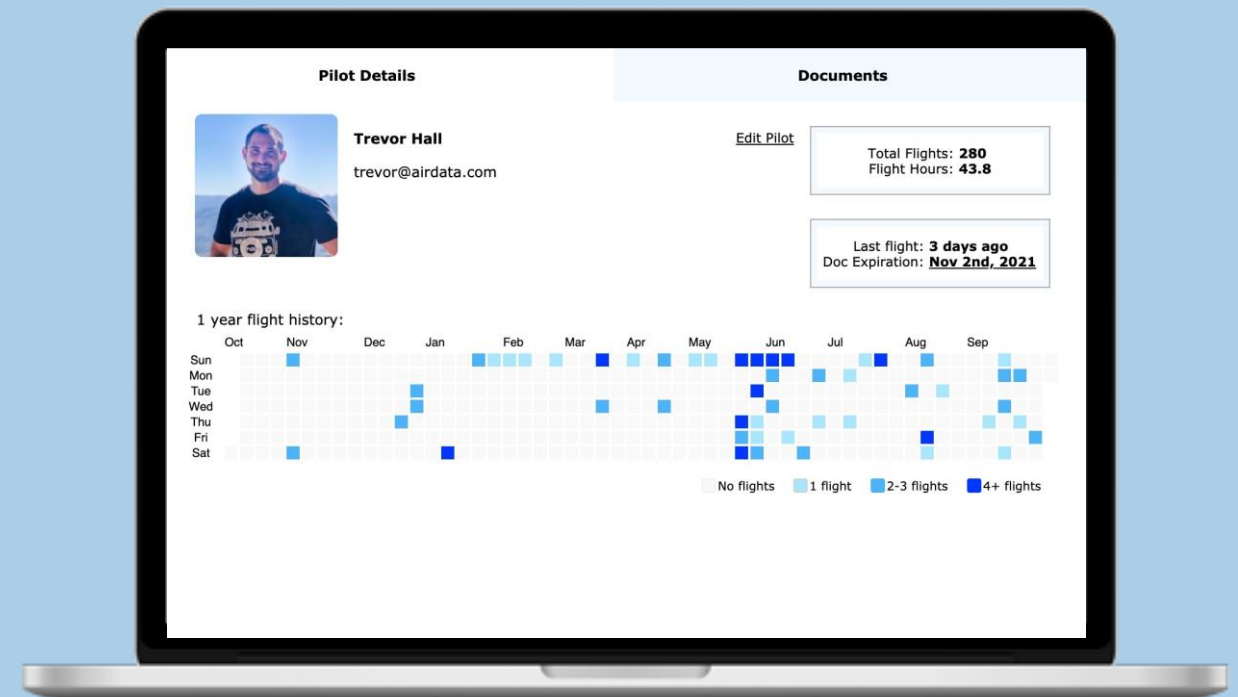 Pilot Details Documents
Trevor Hall
trevor@airdata.com
Edit Pilot
Total Flights: 280
Flight Hours: 43.8
Last flight: 3 days ago
Doc Expiration: Nov 2nd, 2021
1 year flight history:
Oct Nov Dec Jan Feb Mar Apr May Jun Jul Aug Sep
Sun
Mon
Tue
Wed
Thu
Fri
Sat
No flights 1 flight 2-3 flights 4+ flights